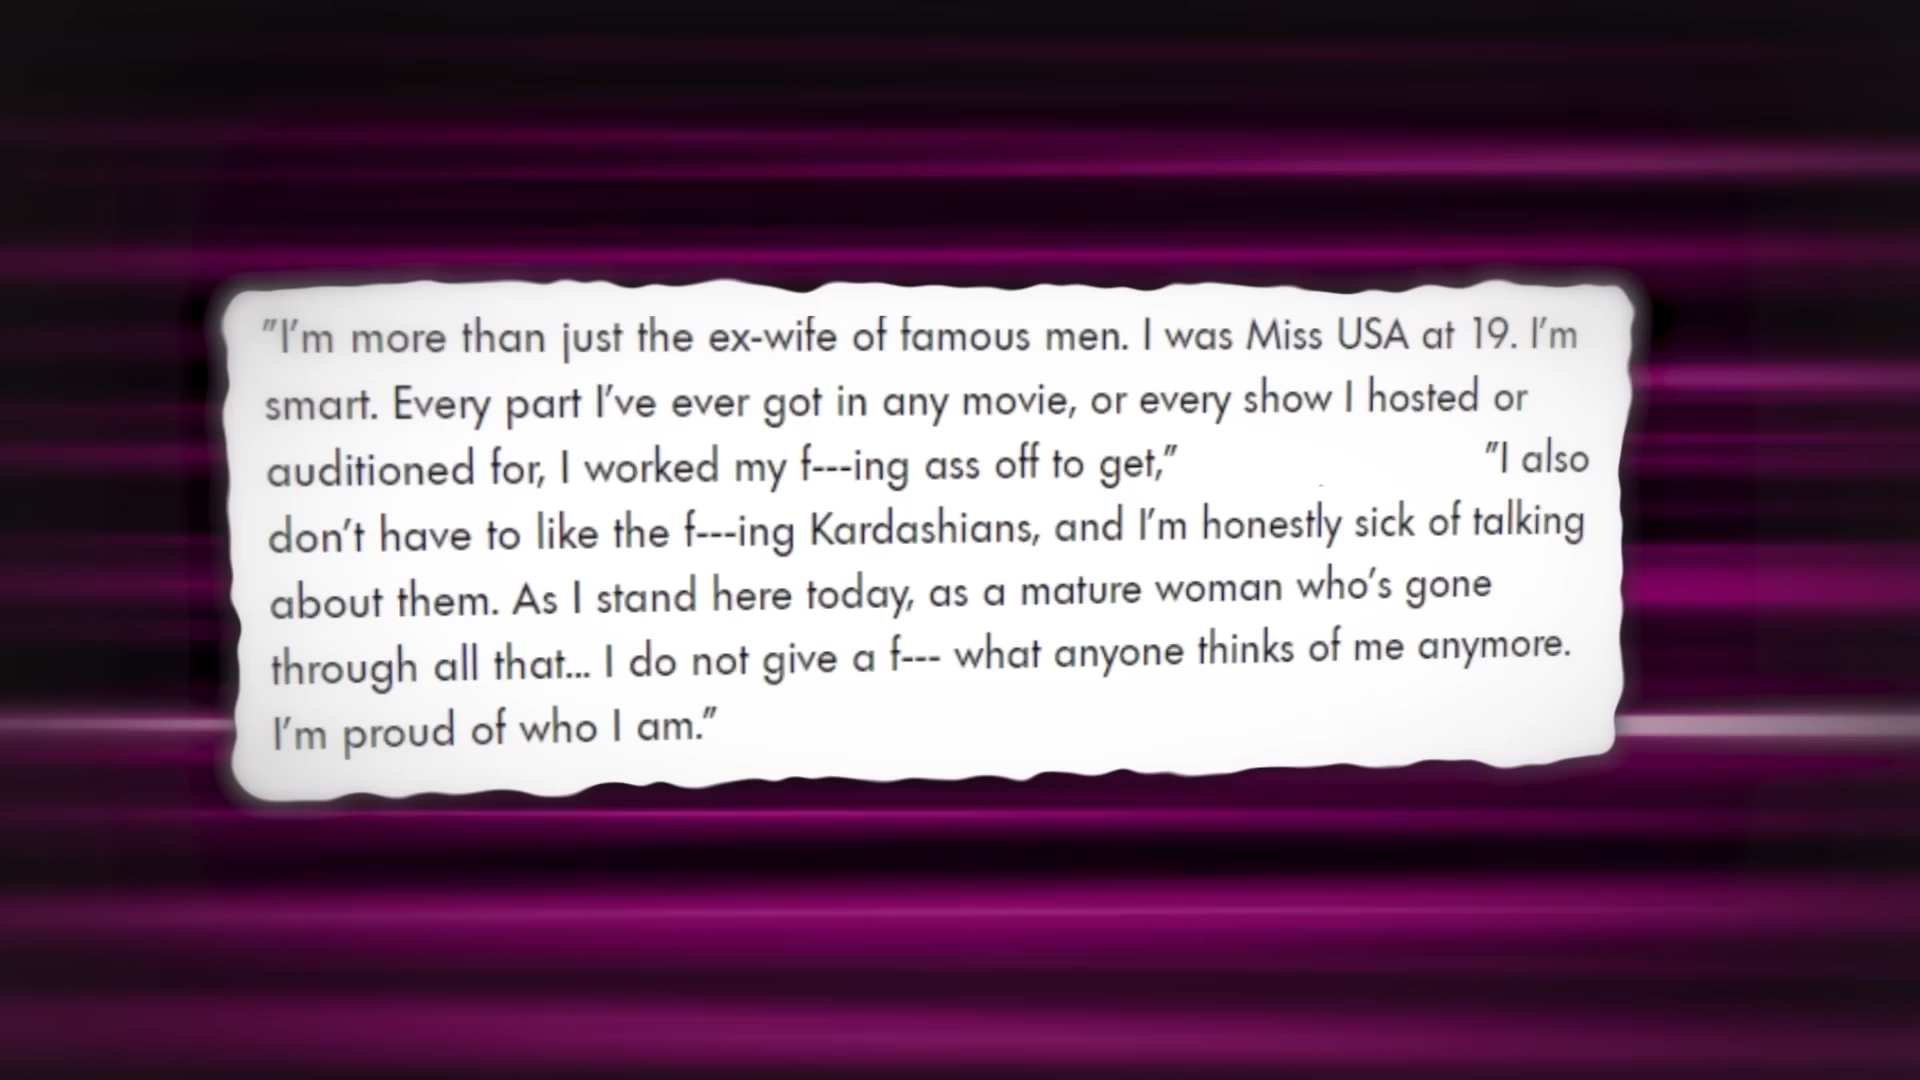 "I'm more than just the ex-wife of famous men. I was Miss USA at 19. I'm
smart. Every part I've ever got in any movie, or every show I hosted or
auditioned for, I worked my f---ing ass off to get," "I also
don't have to like the f---ing Kardashians, and I'm honestly sick of talking
about them. As I stand here today, as a mature woman who's gone
through all that... I do not give a f--- what anyone thinks of me anymore.
I'm proud of who I am."